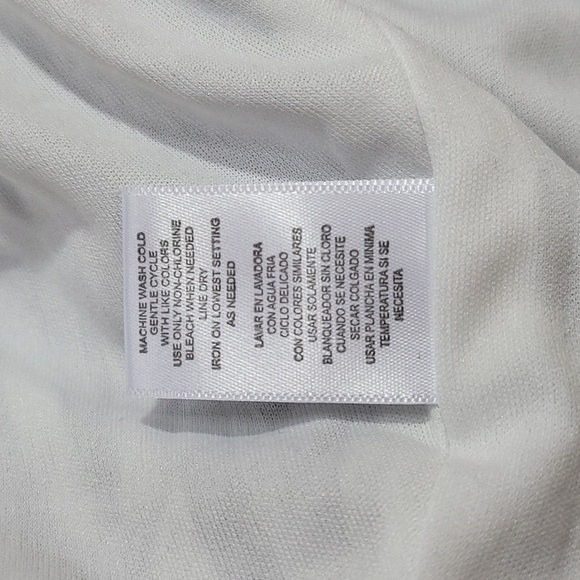 MACHINE WASH COLD
GENTLE CYCLE
WITH LIKE COLORS
USE ONLY NON-CHLORINE
BLEACH WHEN NEEDED
LINE DRY
IRON ON LOWEST SETTING
AS NEEDED
LAVAR EN LAVADORA
CON AGUA FRIA
CICLO DELICADO
CON COLORES SIMILARES
USAR SOLAMENTE
BLANQUEADOR SIN CLORO
CUANDO SE NECESITE
SECAR COLGADO
USAR PLANCHA EN MINIMA
TEMPERATURA SI SE
NECESITA